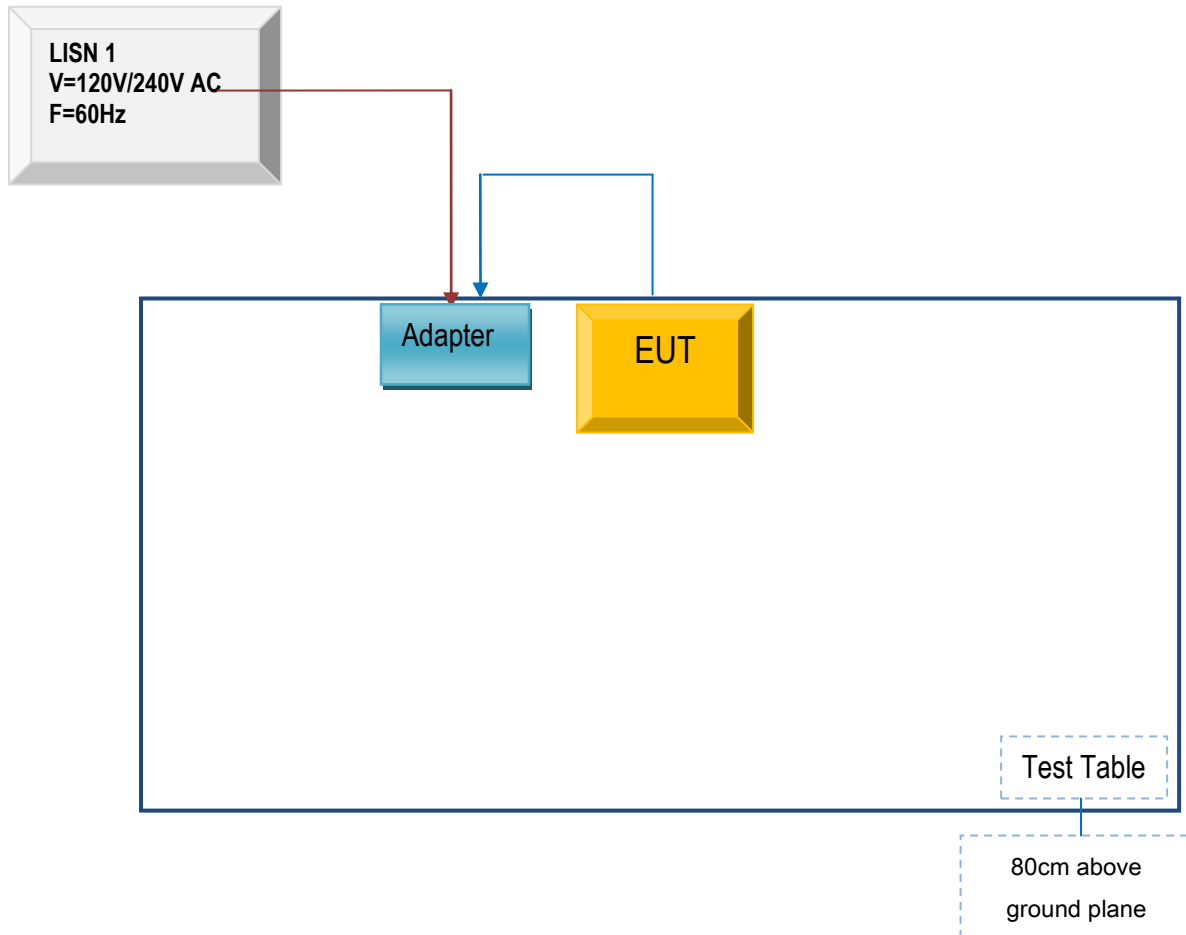 LISN 1
V=120V/240V AC
F=60Hz
Adapter
EUT
Test Table
80cm above
ground plane